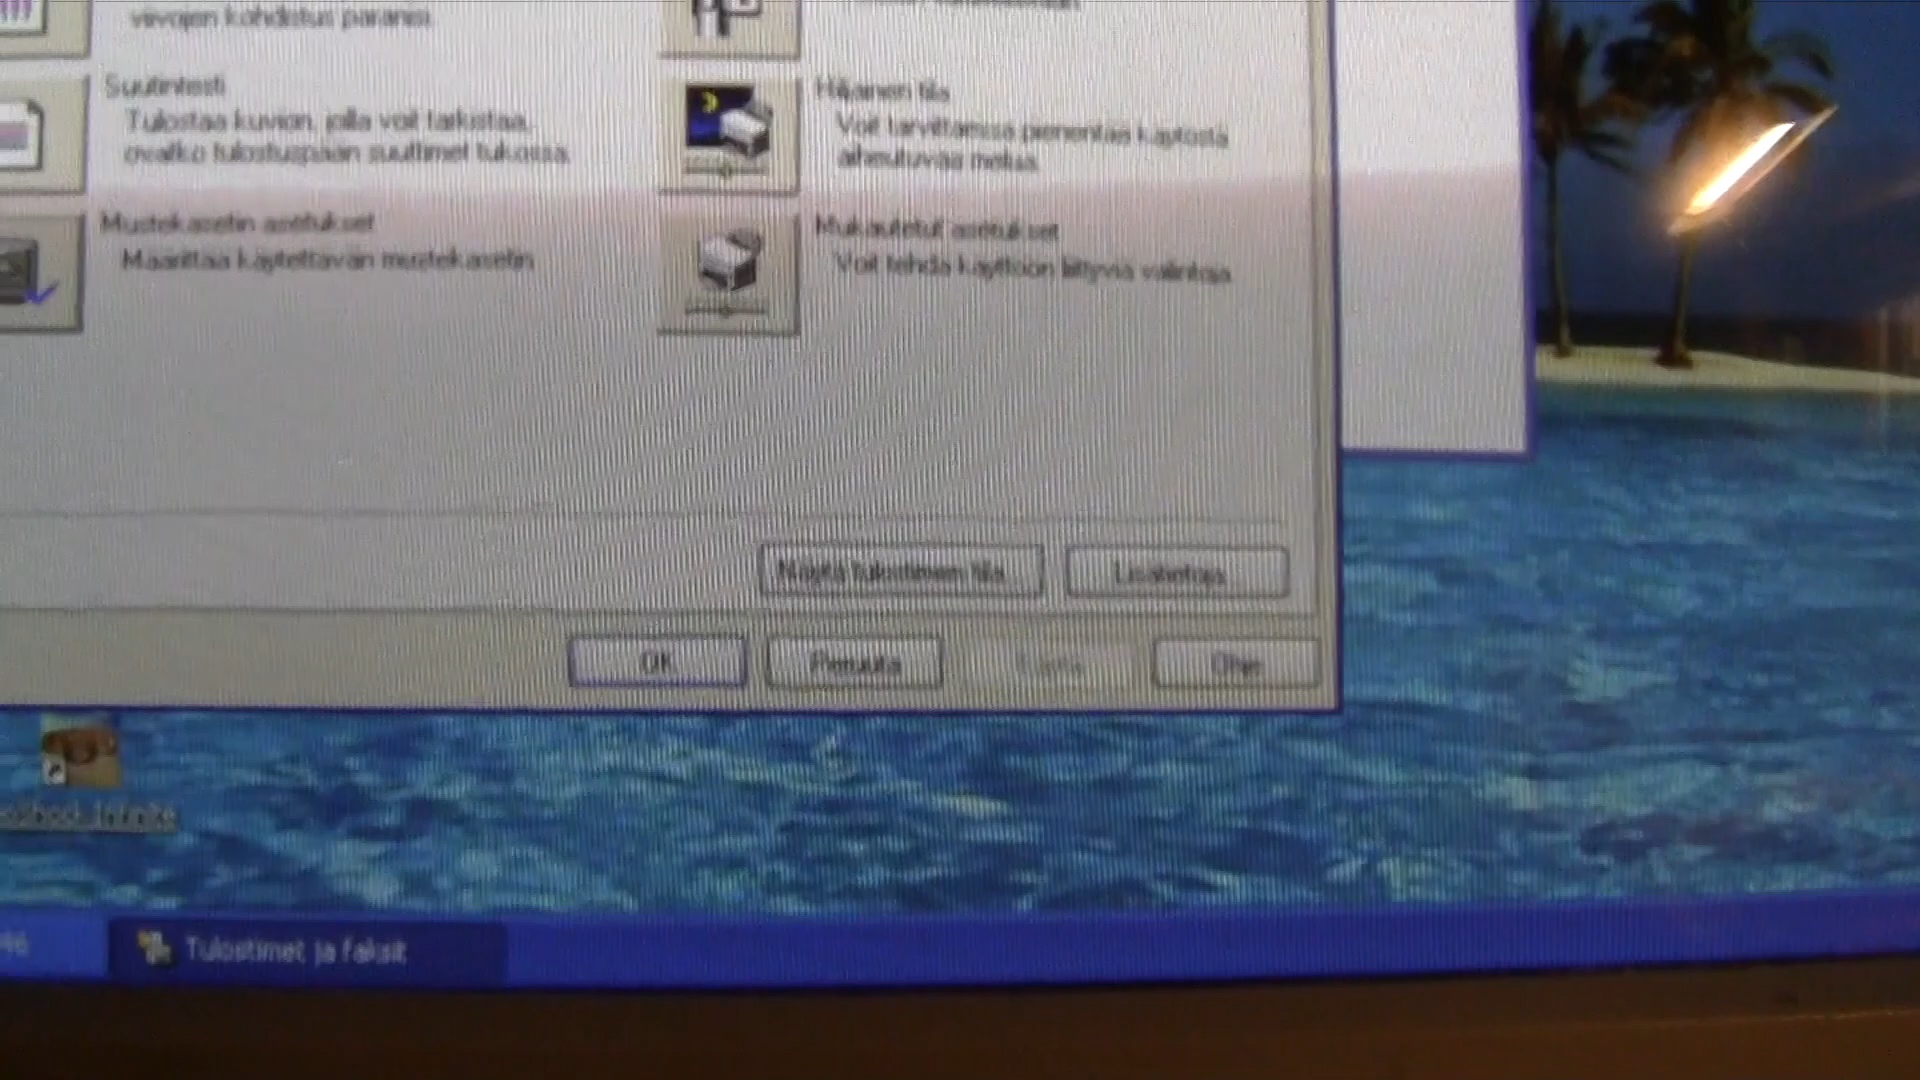 viivojen kohdistus paranisi.
Suutintesti
Tulostaa kuvion, jolla voit tarkistaa,
ovatko tulostuspään suuttimet tukossa.
Mustekasetin asetukset
Määrittää käytettävän mustekasetin
Hiljainen tila
Voit tarvittaessa pienentää käytöstä
aiheutuvaa melua.
Mukautetut asetukset
Voit tehdä käyttöön liittyviä valintoja
Näytä tulostimen tila...
Lisätietoja
OK
Peruuta
Käytä
Ohje
Tulostimet ja faksit